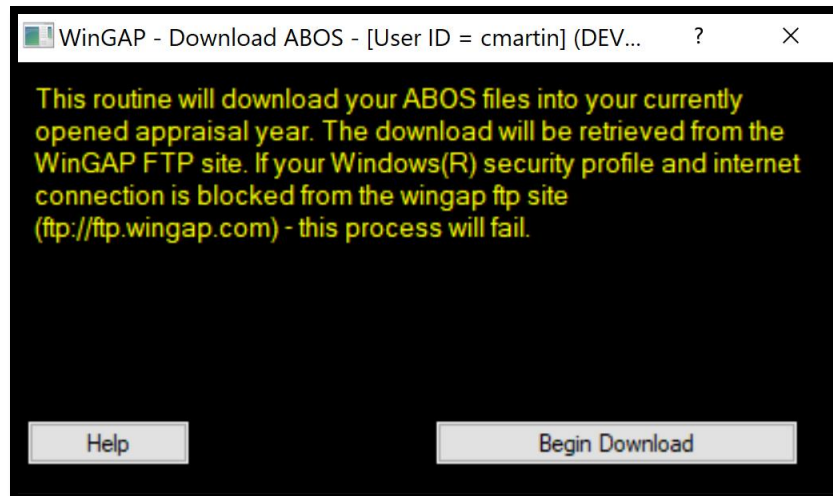 WinGAP - Download ABOS - [User ID = cmartin] (DEV... ? ×
This routine will download your ABOS files into your currently
opened appraisal year. The download will be retrieved from the
WinGAP FTP site. If your Windows(R) security profile and internet
connection is blocked from the wingap ftp site
(ftp://ftp.wingap.com) - this process will fail.
Help
Begin Download